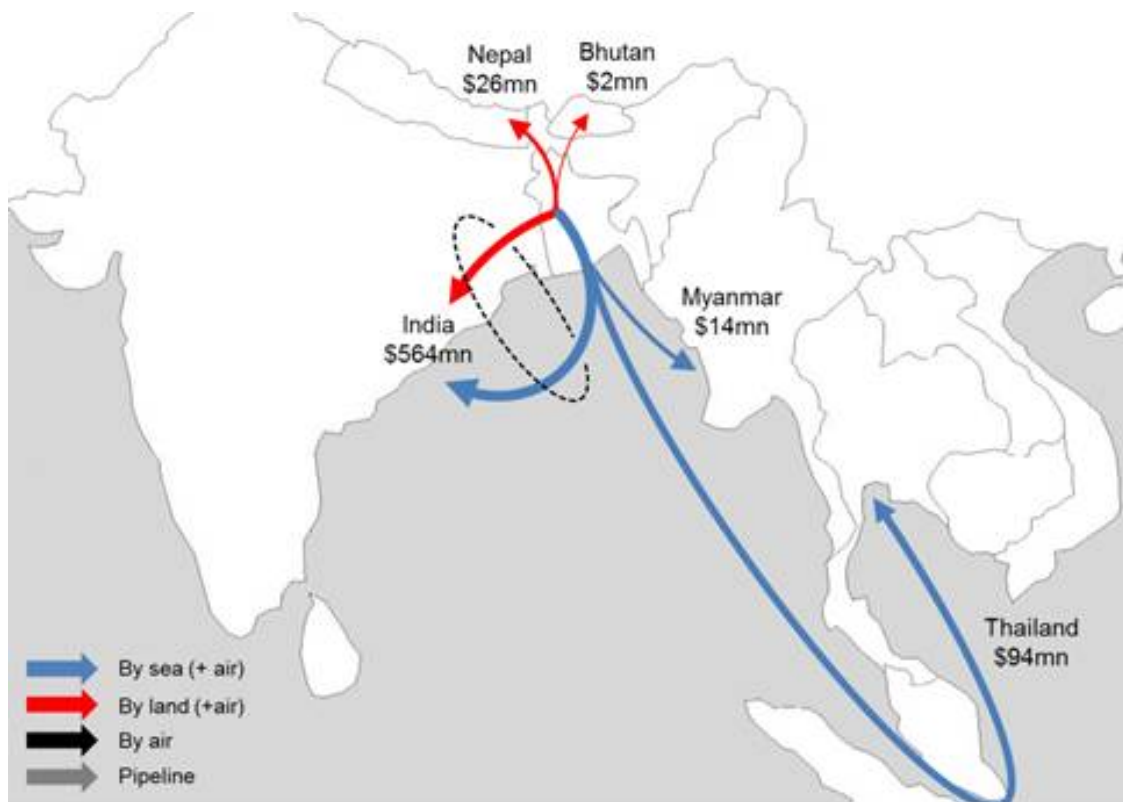 Nepal
$26mn
Bhutan
$2mn
India
$564mn
Myanmar
$14mn
Thailand
$94mn
By sea (+ air)
By land (+air)
By air
Pipeline